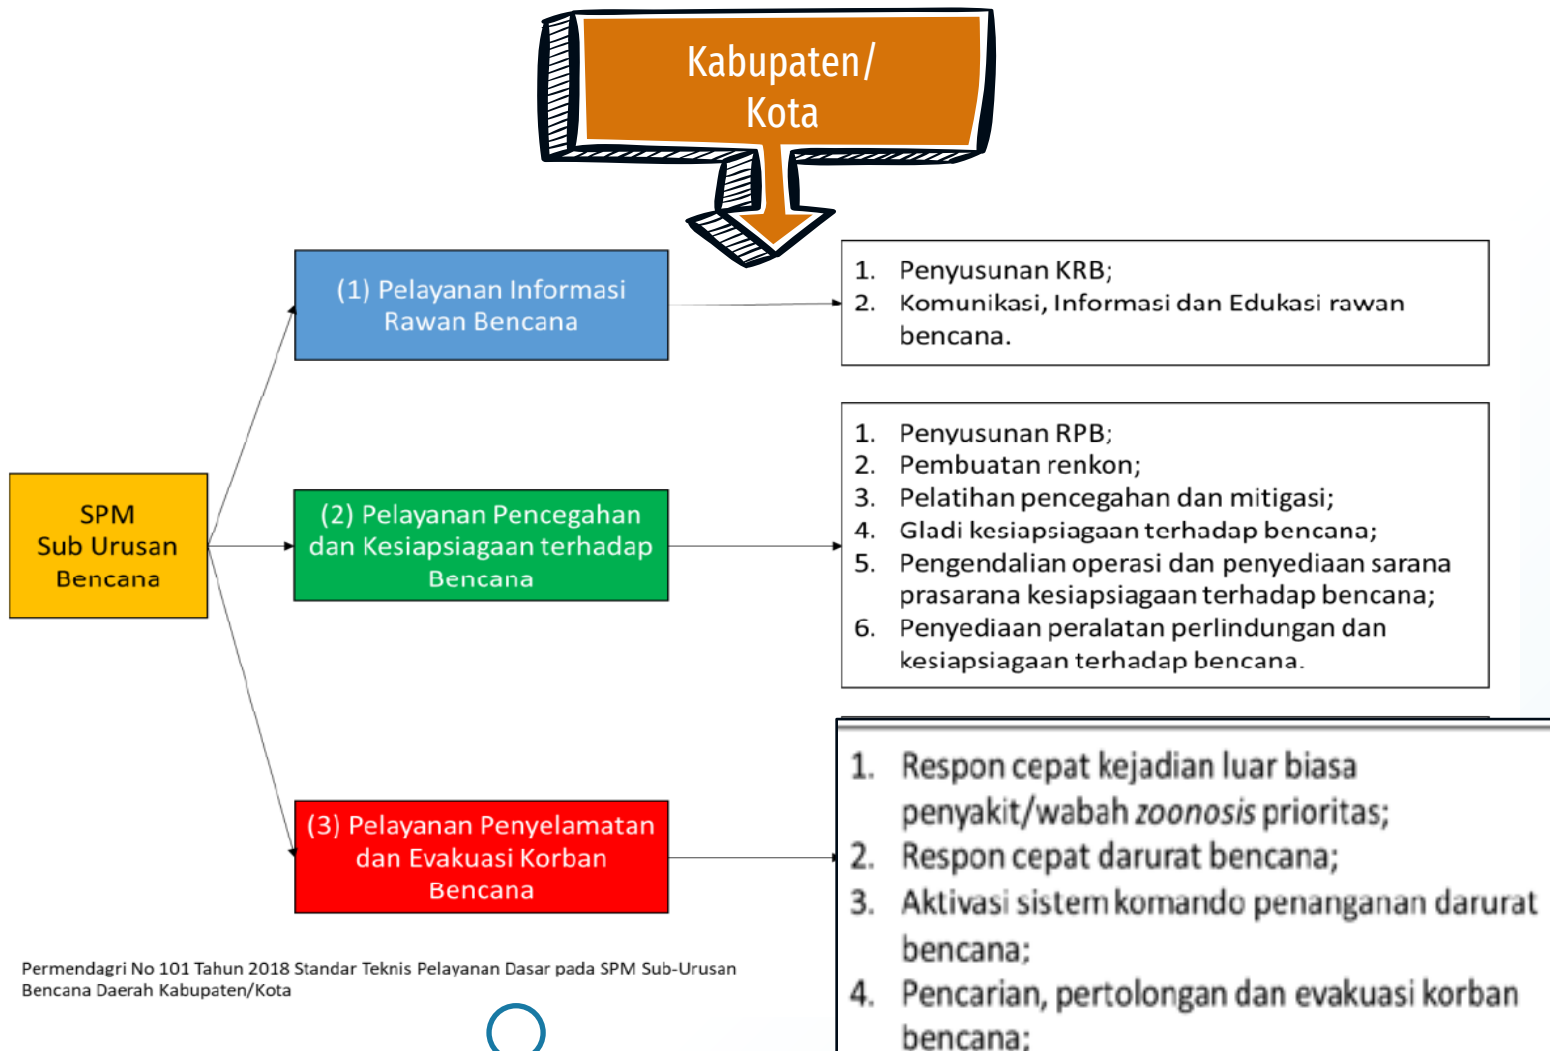 Kabupaten/
Kota
SPM
Sub Urusan
Bencana
(1) Pelayanan Informasi
Rawan Bencana
1. Penyusunan KRB;
2. Komunikasi, Informasi dan Edukasi rawan
bencana.
(2) Pelayanan Pencegahan
dan Kesiapsiagaan terhadap
Bencana
1. Penyusunan RPB;
2. Pembuatan renkon;
3. Pelatihan pencegahan dan mitigasi;
4. Gladi kesiapsiagaan terhadap bencana;
5. Pengendalian operasi dan penyediaan sarana
prasarana kesiapsiagaan terhadap bencana;
6. Penyediaan peralatan perlindungan dan
kesiapsiagaan terhadap bencana.
(3) Pelayanan Penyelamatan
dan Evakuasi Korban
Bencana
1. Respon cepat kejadian luar biasa
penyakit/wabah zoonosis prioritas;
2. Respon cepat darurat bencana;
3. Aktivasi sistem komando penanganan darurat
bencana;
4. Pencarian, pertolongan dan evakuasi korban
bencana;
Permendagri No 101 Tahun 2018 Standar Teknis Pelayanan Dasar pada SPM Sub-Urusan
Bencana Daerah Kabupaten/Kota